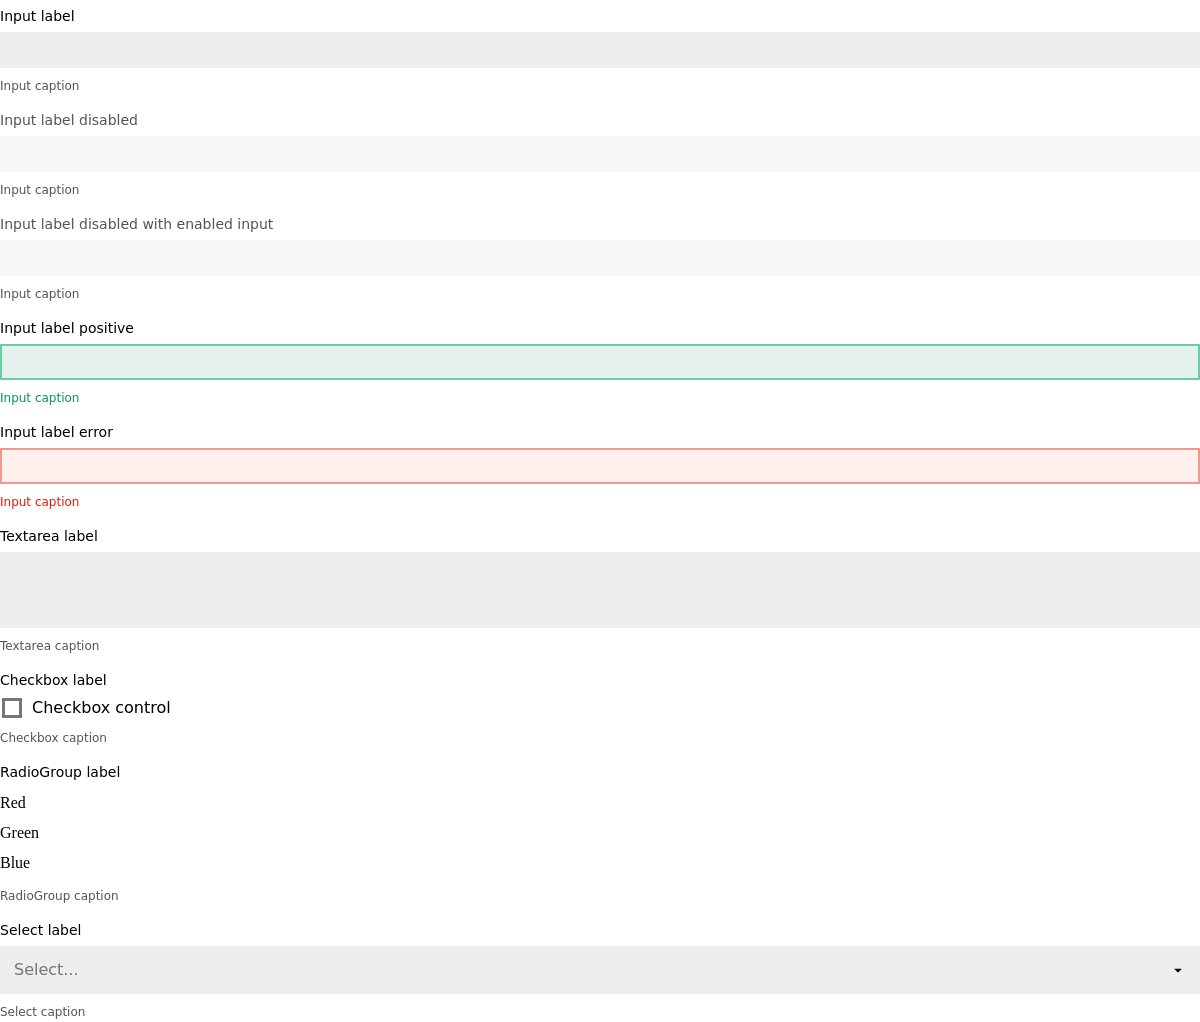 Input label
Input caption
Input label disabled
Input caption
Input label disabled with enabled input
Input caption
Input label positive
Input caption
Input label error
Input caption
Textarea label
Textarea caption
Checkbox label
Checkbox control
Checkbox caption
RadioGroup label
Red
Green
Blue
RadioGroup caption
Select label
Select...
Select caption